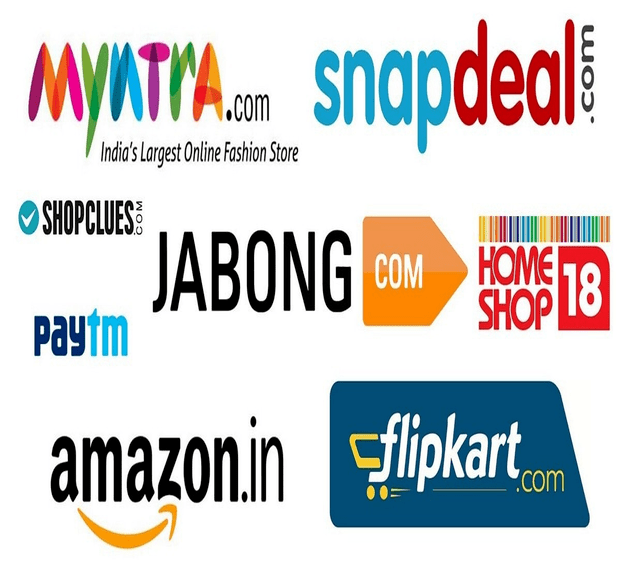 Myntra.com
India's Largest Online Fashion Store
snapdeal.com
SHOPCLUES.COM
JABONG COM
HOME
SHOP 18
paytm
amazon.in
flipkart.com